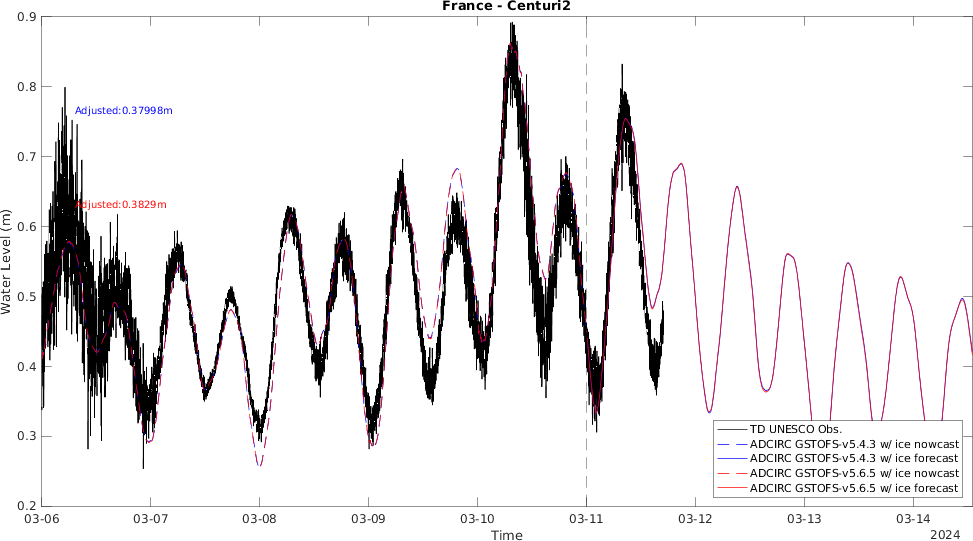 France - Centuri2
0.9
0.8
0.7
0.6
0.5
0.4
0.3
0.2
Water Level (m)
Adjusted:0.37998m
Adjusted:0.3829m
TD UNESCO Obs.
ADCIRC GSTOFS-v5.4.3 w/ ice nowcast
ADCIRC GSTOFS-v5.4.3 w/ ice forecast
ADCIRC GSTOFS-v5.6.5 w/ ice nowcast
ADCIRC GSTOFS-v5.6.5 w/ ice forecast
03-06 03-07 03-08 03-09 03-10 03-11 03-12 03-13 03-14
Time
2024